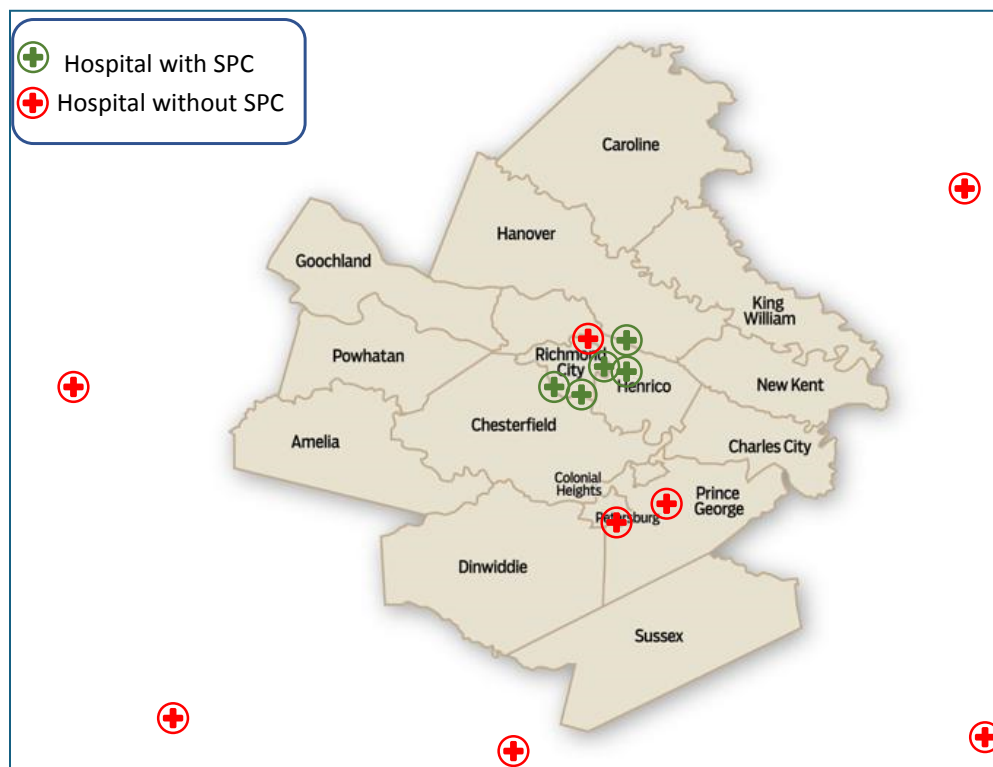 Hospital with SPC
Hospital without SPC
Caroline
Hanover
Goochland
King
William
Powhatan
Richmond
City
Henrico
New Kent
Chesterfield
Amelia
Charles City
Colonial
Heights
Prince
George
Petersburg
Dinwiddie
Sussex